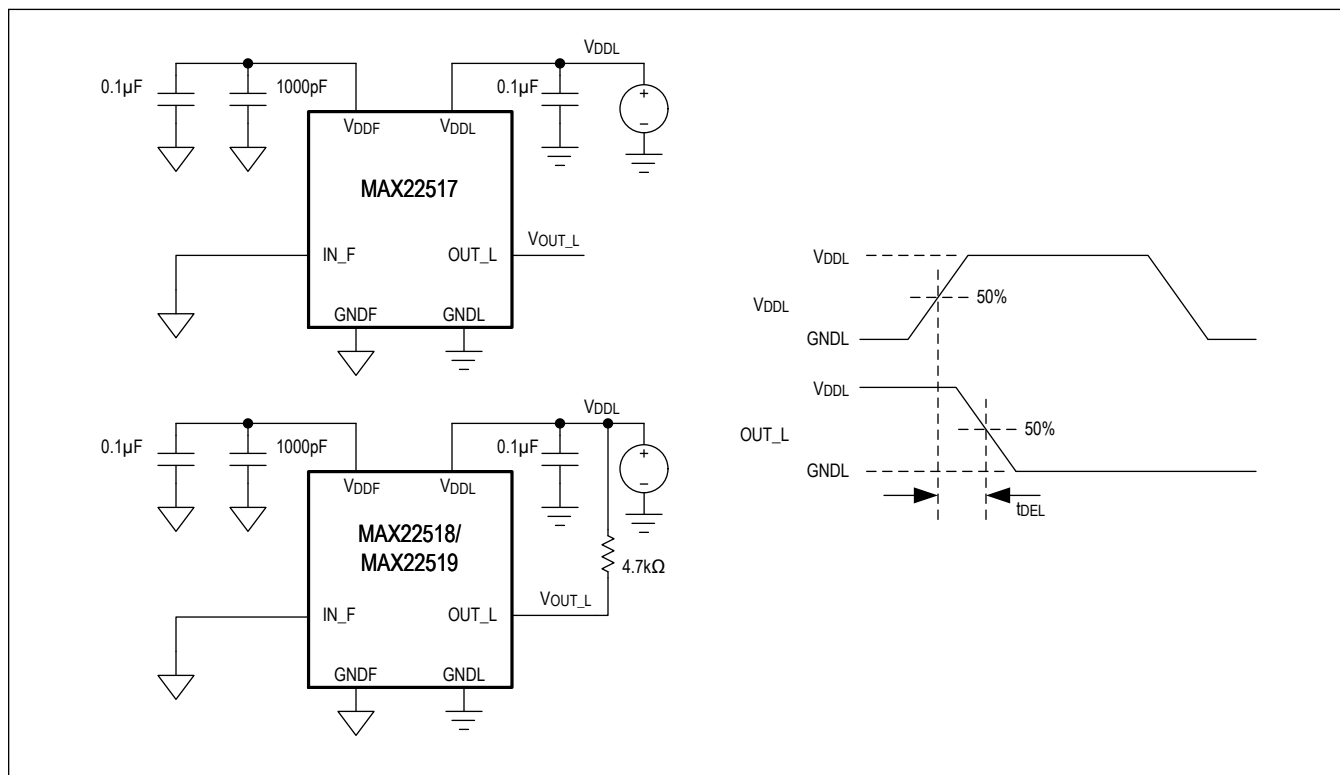 VDDL
0.1µF
1000pF
0.1µF
+
−
VDDF
VDDL
MAX22517
IN_F
OUT_L
VOUT_L
GNDF
GNDL
VDDL
0.1µF
1000pF
0.1µF
+
−
VDDF
VDDL
MAX22518/
MAX22519
4.7kΩ
IN_F
OUT_L
VOUT_L
GNDF
GNDL
VDDL
VDDL
50%
GNDL
VDDL
OUT_L
50%
GNDL
tDEL